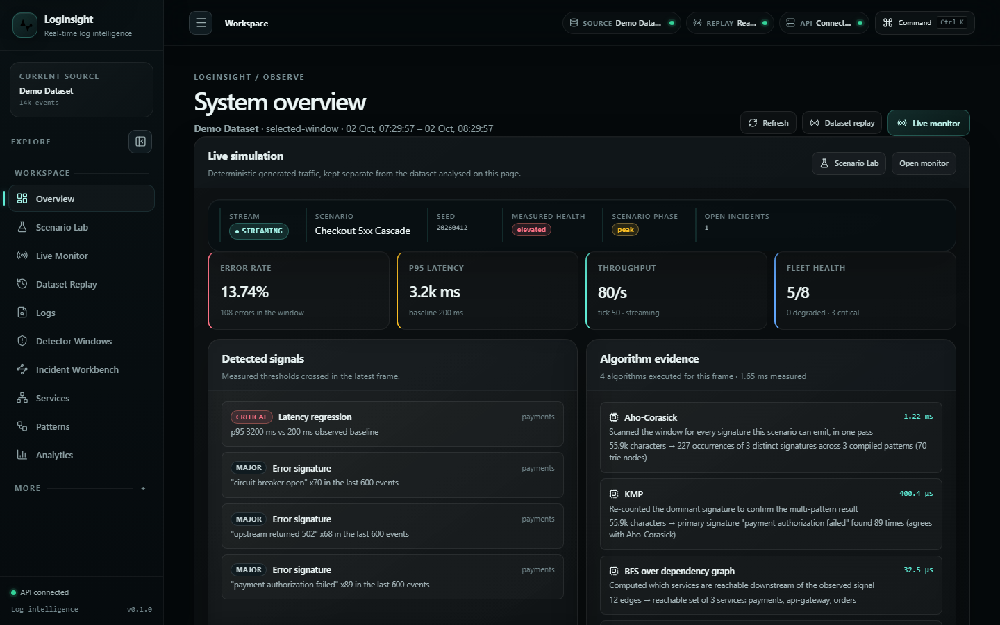 LogInsight
Real-time log intelligence
CURRENT SOURCE
Demo Dataset
14k events
EXPLORE
WORKSPACE
Overview
Scenario Lab
Live Monitor
Dataset Replay
Logs
Detector Windows
Incident Workbench
Services
Patterns
Analytics
MORE +
API connected
Log intelligence v0.1.0
Workspace
SOURCE Demo Data...
REPLAY Rea...
API Connect...
Command Ctrl K
LOGINSIGHT / OBSERVE
System overview
Demo Dataset · selected-window · 02 Oct, 07:29:57 – 02 Oct, 08:29:57
Refresh
Dataset replay
Live monitor
Live simulation
Deterministic generated traffic, kept separate from the dataset analysed on this page.
Scenario Lab
Open monitor
STREAM
STREAMING
SCENARIO
Checkout 5xx Cascade
SEED
20260412
MEASURED HEALTH
elevated
SCENARIO PHASE
peak
OPEN INCIDENTS
1
ERROR RATE
13.74%
108 errors in the window
P95 LATENCY
3.2k ms
baseline 200 ms
THROUGHPUT
80/s
tick 50 · streaming
FLEET HEALTH
5/8
0 degraded · 3 critical
Detected signals
Measured thresholds crossed in the latest frame.
CRITICAL Latency regression payments
p95 3200 ms vs 200 ms observed baseline
MAJOR Error signature payments
"circuit breaker open" x70 in the last 600 events
MAJOR Error signature payments
"upstream returned 502" x68 in the last 600 events
MAJOR Error signature payments
"payment authorization failed" x89 in the last 600 events
Algorithm evidence
4 algorithms executed for this frame · 1.65 ms measured
Aho-Corasick 1.22 ms
Scanned the window for every signature this scenario can emit, in one pass
55.9k characters → 227 occurrences of 3 distinct signatures across 3 compiled patterns (70
trie nodes)
KMP 400.4 µs
Re-counted the dominant signature to confirm the multi-pattern result
55.9k characters → primary signature "payment authorization failed" found 89 times (agrees
with Aho-Corasick)
BFS over dependency graph 32.5 µs
Computed which services are reachable downstream of the observed signal
12 edges → reachable set of 3 services: payments, api-gateway, orders